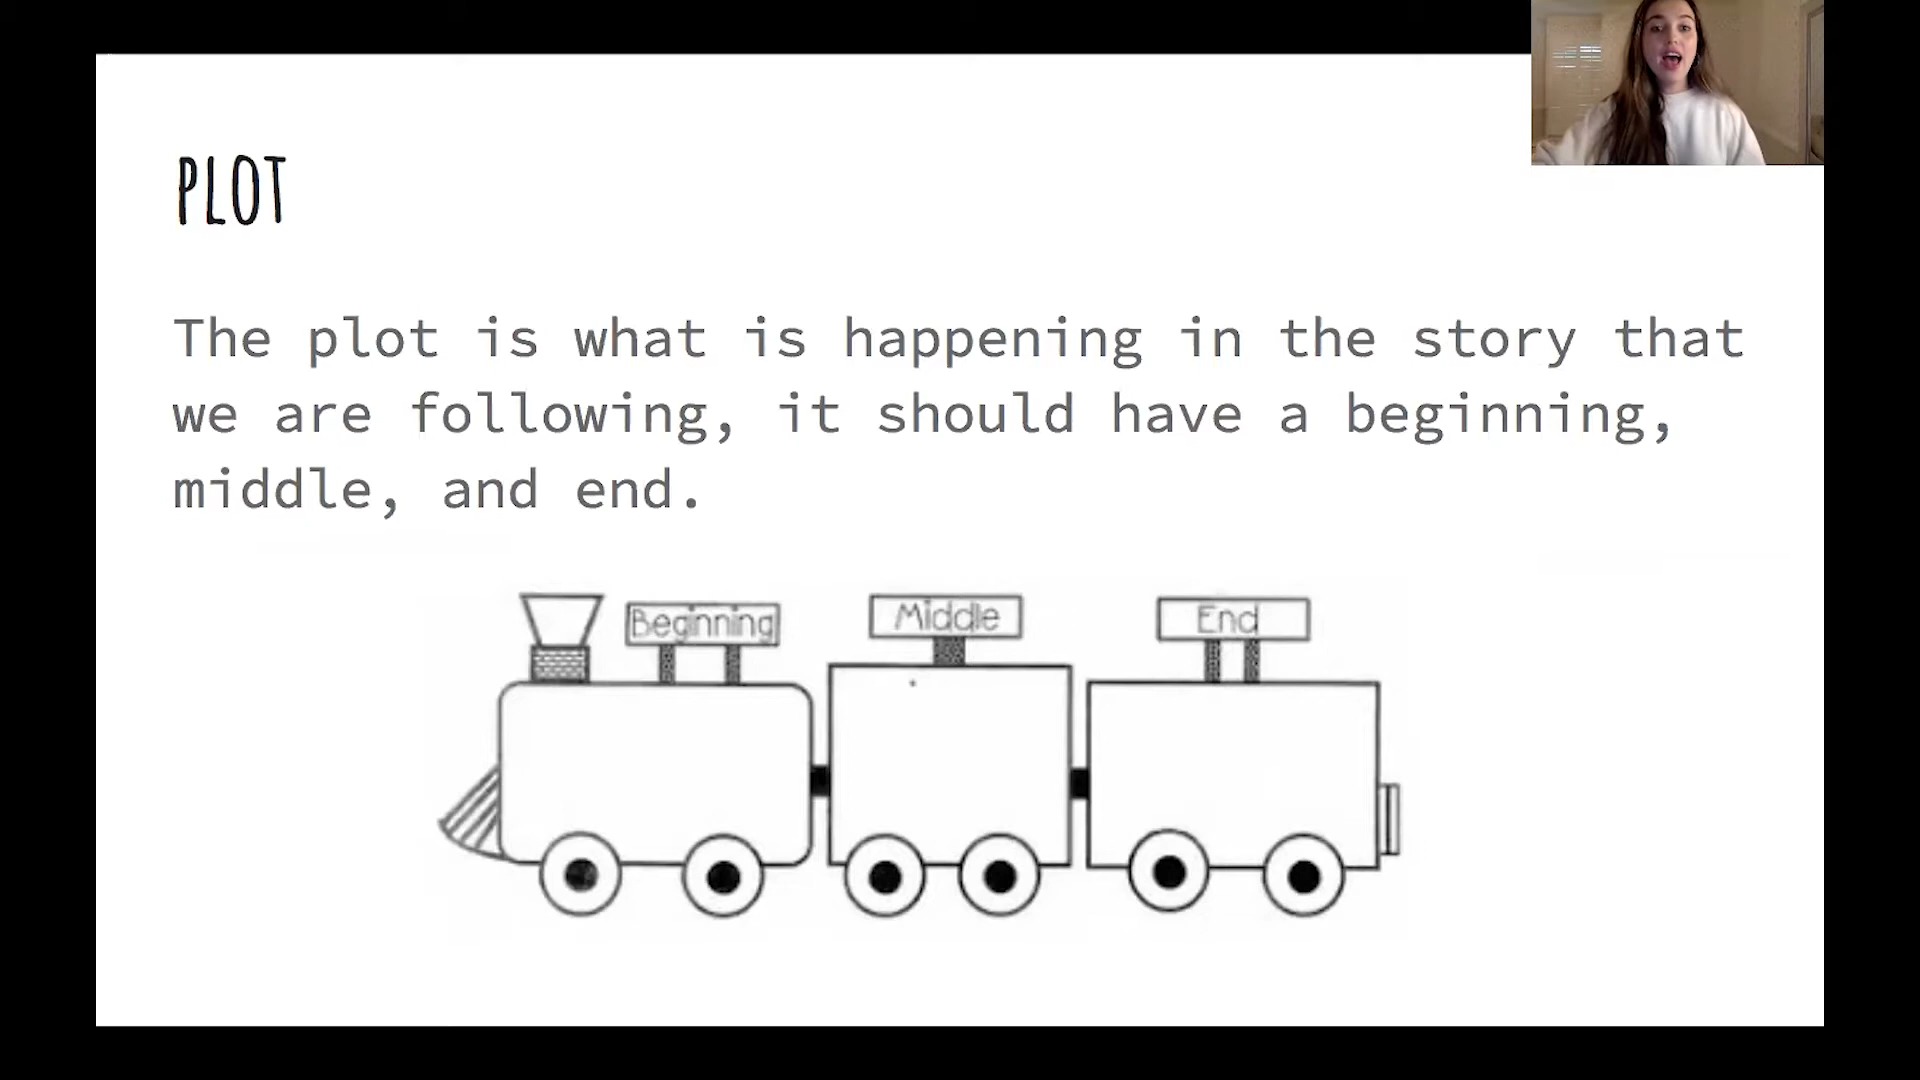 PLOT
The plot is what is happening in the story that
we are following, it should have a beginning,
middle, and end.
Beginning
Middle
End